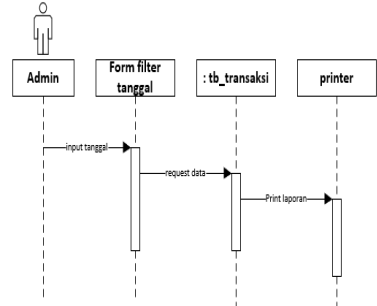 Admin
Form filter
tanggal
: tb_transaksi
printer
input tanggal
request data
Print laporan